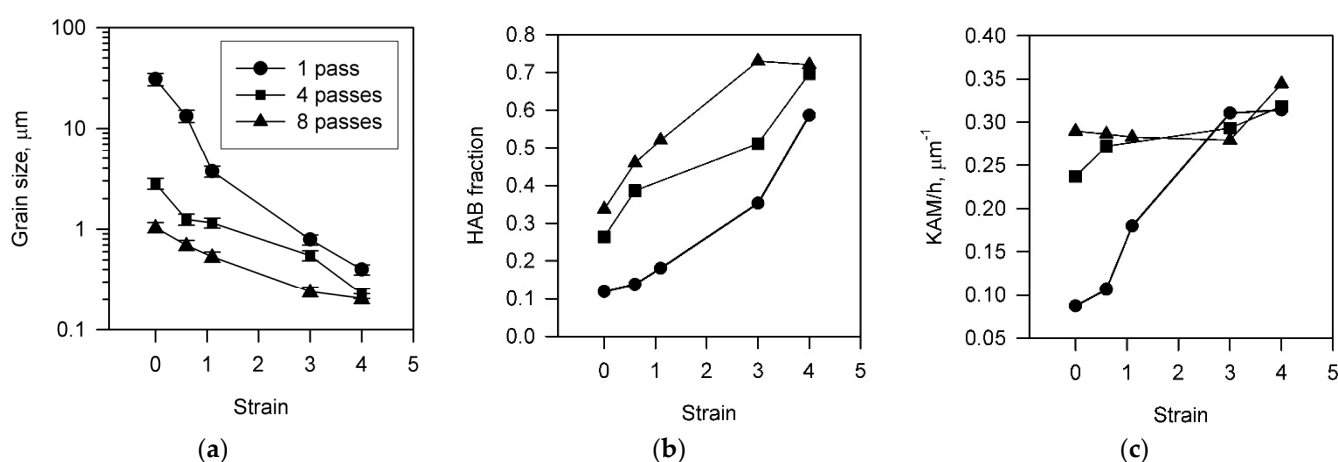 100
10
1
0.1
Grain size, μm
1 pass
4 passes
8 passes
0 1 2 3 4 5
Strain
(a)
0.8
0.7
0.6
0.5
0.4
0.3
0.2
0.1
0.0
HAB fraction
0 1 2 3 4 5
Strain
(b)
0.40
0.35
0.30
0.25
0.20
0.15
0.10
0.05
KAM/h, μm⁻¹
0 1 2 3 4 5
Strain
(c)